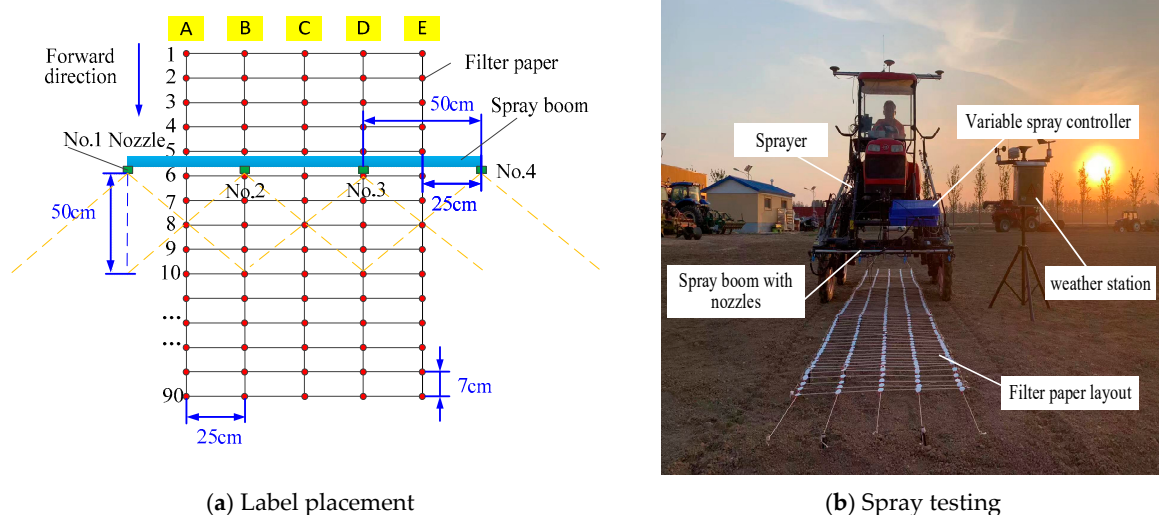 A B C D E
Forward
direction
1
2
3
4
5
6
7
8
9
10
...
...
90
Filter paper
50cm
Spray boom
No.1 Nozzle
No.2
No.3
No.4
50cm
25cm
7cm
25cm
(a) Label placement
Sprayer
Variable spray controller
Spray boom with
nozzles
weather station
Filter paper layout
(b) Spray testing